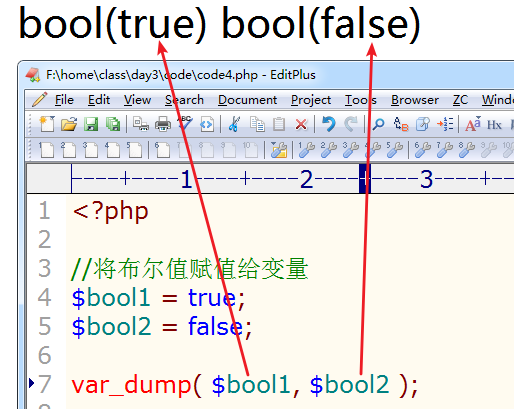 bool(true) bool(false)
F:\home\class\day3\code\code4.php - EditPlus
File Edit View Search Document Project Tools Browser ZC Windo
1 2 3
1 <?php
2
3 //将布尔值赋值给变量
4 $bool1 = true;
5 $bool2 = false;
6
7 var_dump( $bool1, $bool2 );